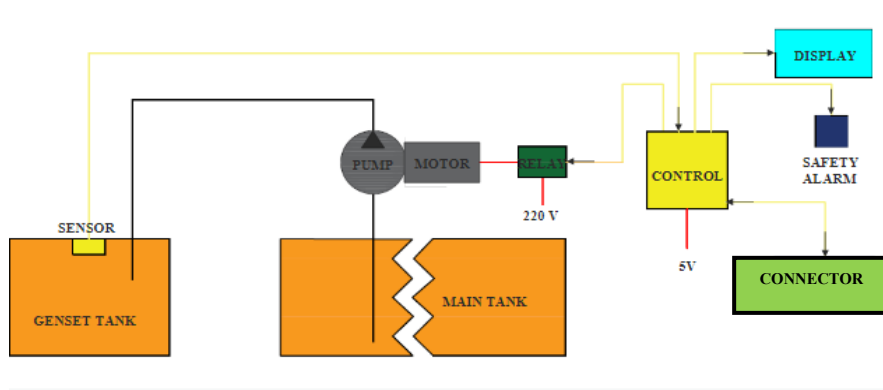 DISPLAY
PUMP
MOTOR
RELAY
CONTROL
SAFETY
ALARM
220 V
SENSOR
5V
CONNECTOR
MAIN TANK
GENSET TANK